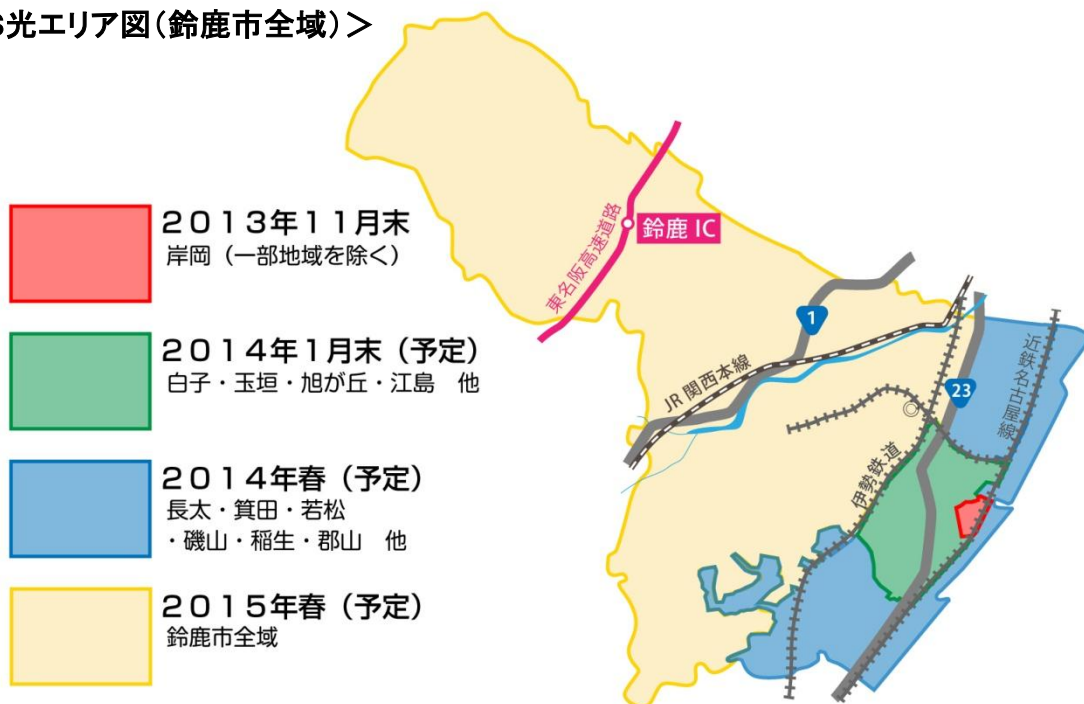 S光エリア図(鈴鹿市全域)>
2013年11月末
岸岡(一部地域を除く)
2014年1月末(予定)
白子・玉垣・旭が丘・江島 他
2014年春(予定)
長太・箕田・若松
・磯山・稲生・郡山 他
2015年春(予定)
鈴鹿市全域
東名阪高速道路
鈴鹿 IC
1
JR 関西本線
23
近鉄名古屋線
伊勢鉄道